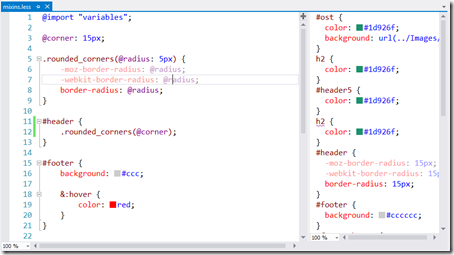 mixins.less
1 @import "variables";
2
3 @corner: 15px;
4
5 .rounded_corners(@radius: 5px) {
6 -moz-border-radius: @radius;
7 -webkit-border-radius: @radius;
8 border-radius: @radius;
9 }
10
11 #header {
12 .rounded_corners(@corner);
13 }
14
15 #footer {
16 background: #ccc;
17
18 &:hover {
19 color: red;
20 }
21 }
22
100 %
#ost {
color: #1d926f;
background: url(../Images/
}
h2 {
color: #1d926f;
}
#header5 {
color: #1d926f;
}
h2 {
color: #1d926f;
}
#header {
-moz-border-radius: 15px;
-webkit-border-radius: 15px
border-radius: 15px;
}
#footer {
background: #cccccc;
}
100 %